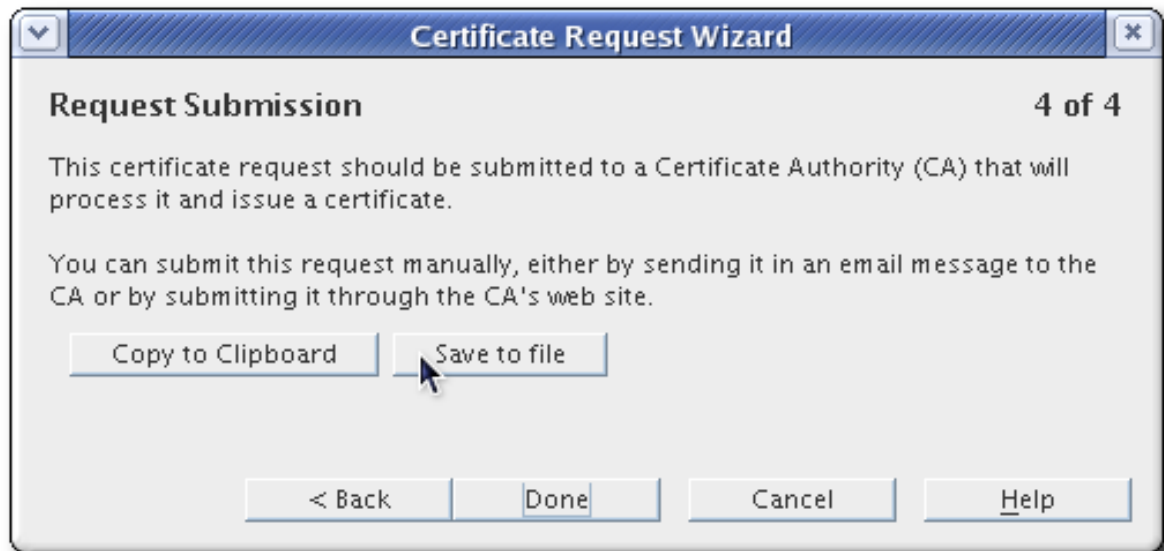 Certificate Request Wizard
Request Submission
4 of 4
This certificate request should be submitted to a Certificate Authority (CA) that will
process it and issue a certificate.
You can submit this request manually, either by sending it in an email message to the
CA or by submitting it through the CA's web site.
Copy to Clipboard
Save to file
< Back
Done
Cancel
Help